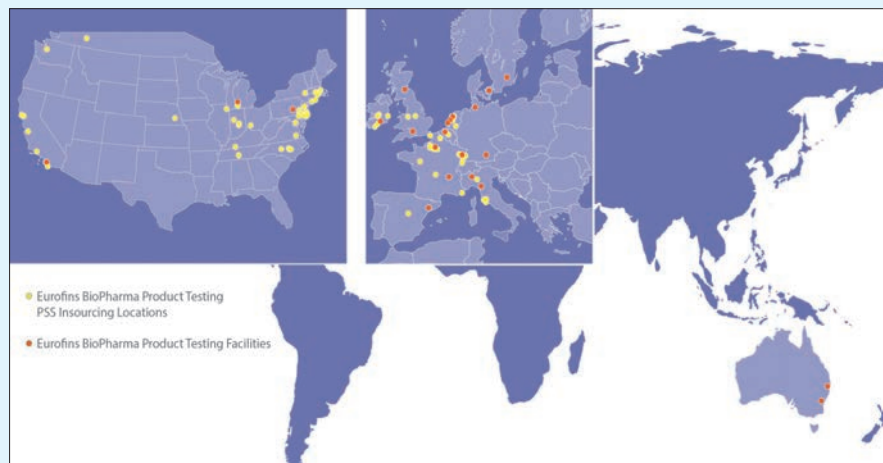 Eurofins BioPharma Product Testing
PSS Insourcing Locations
Eurofins BioPharma Product Testing Facilities